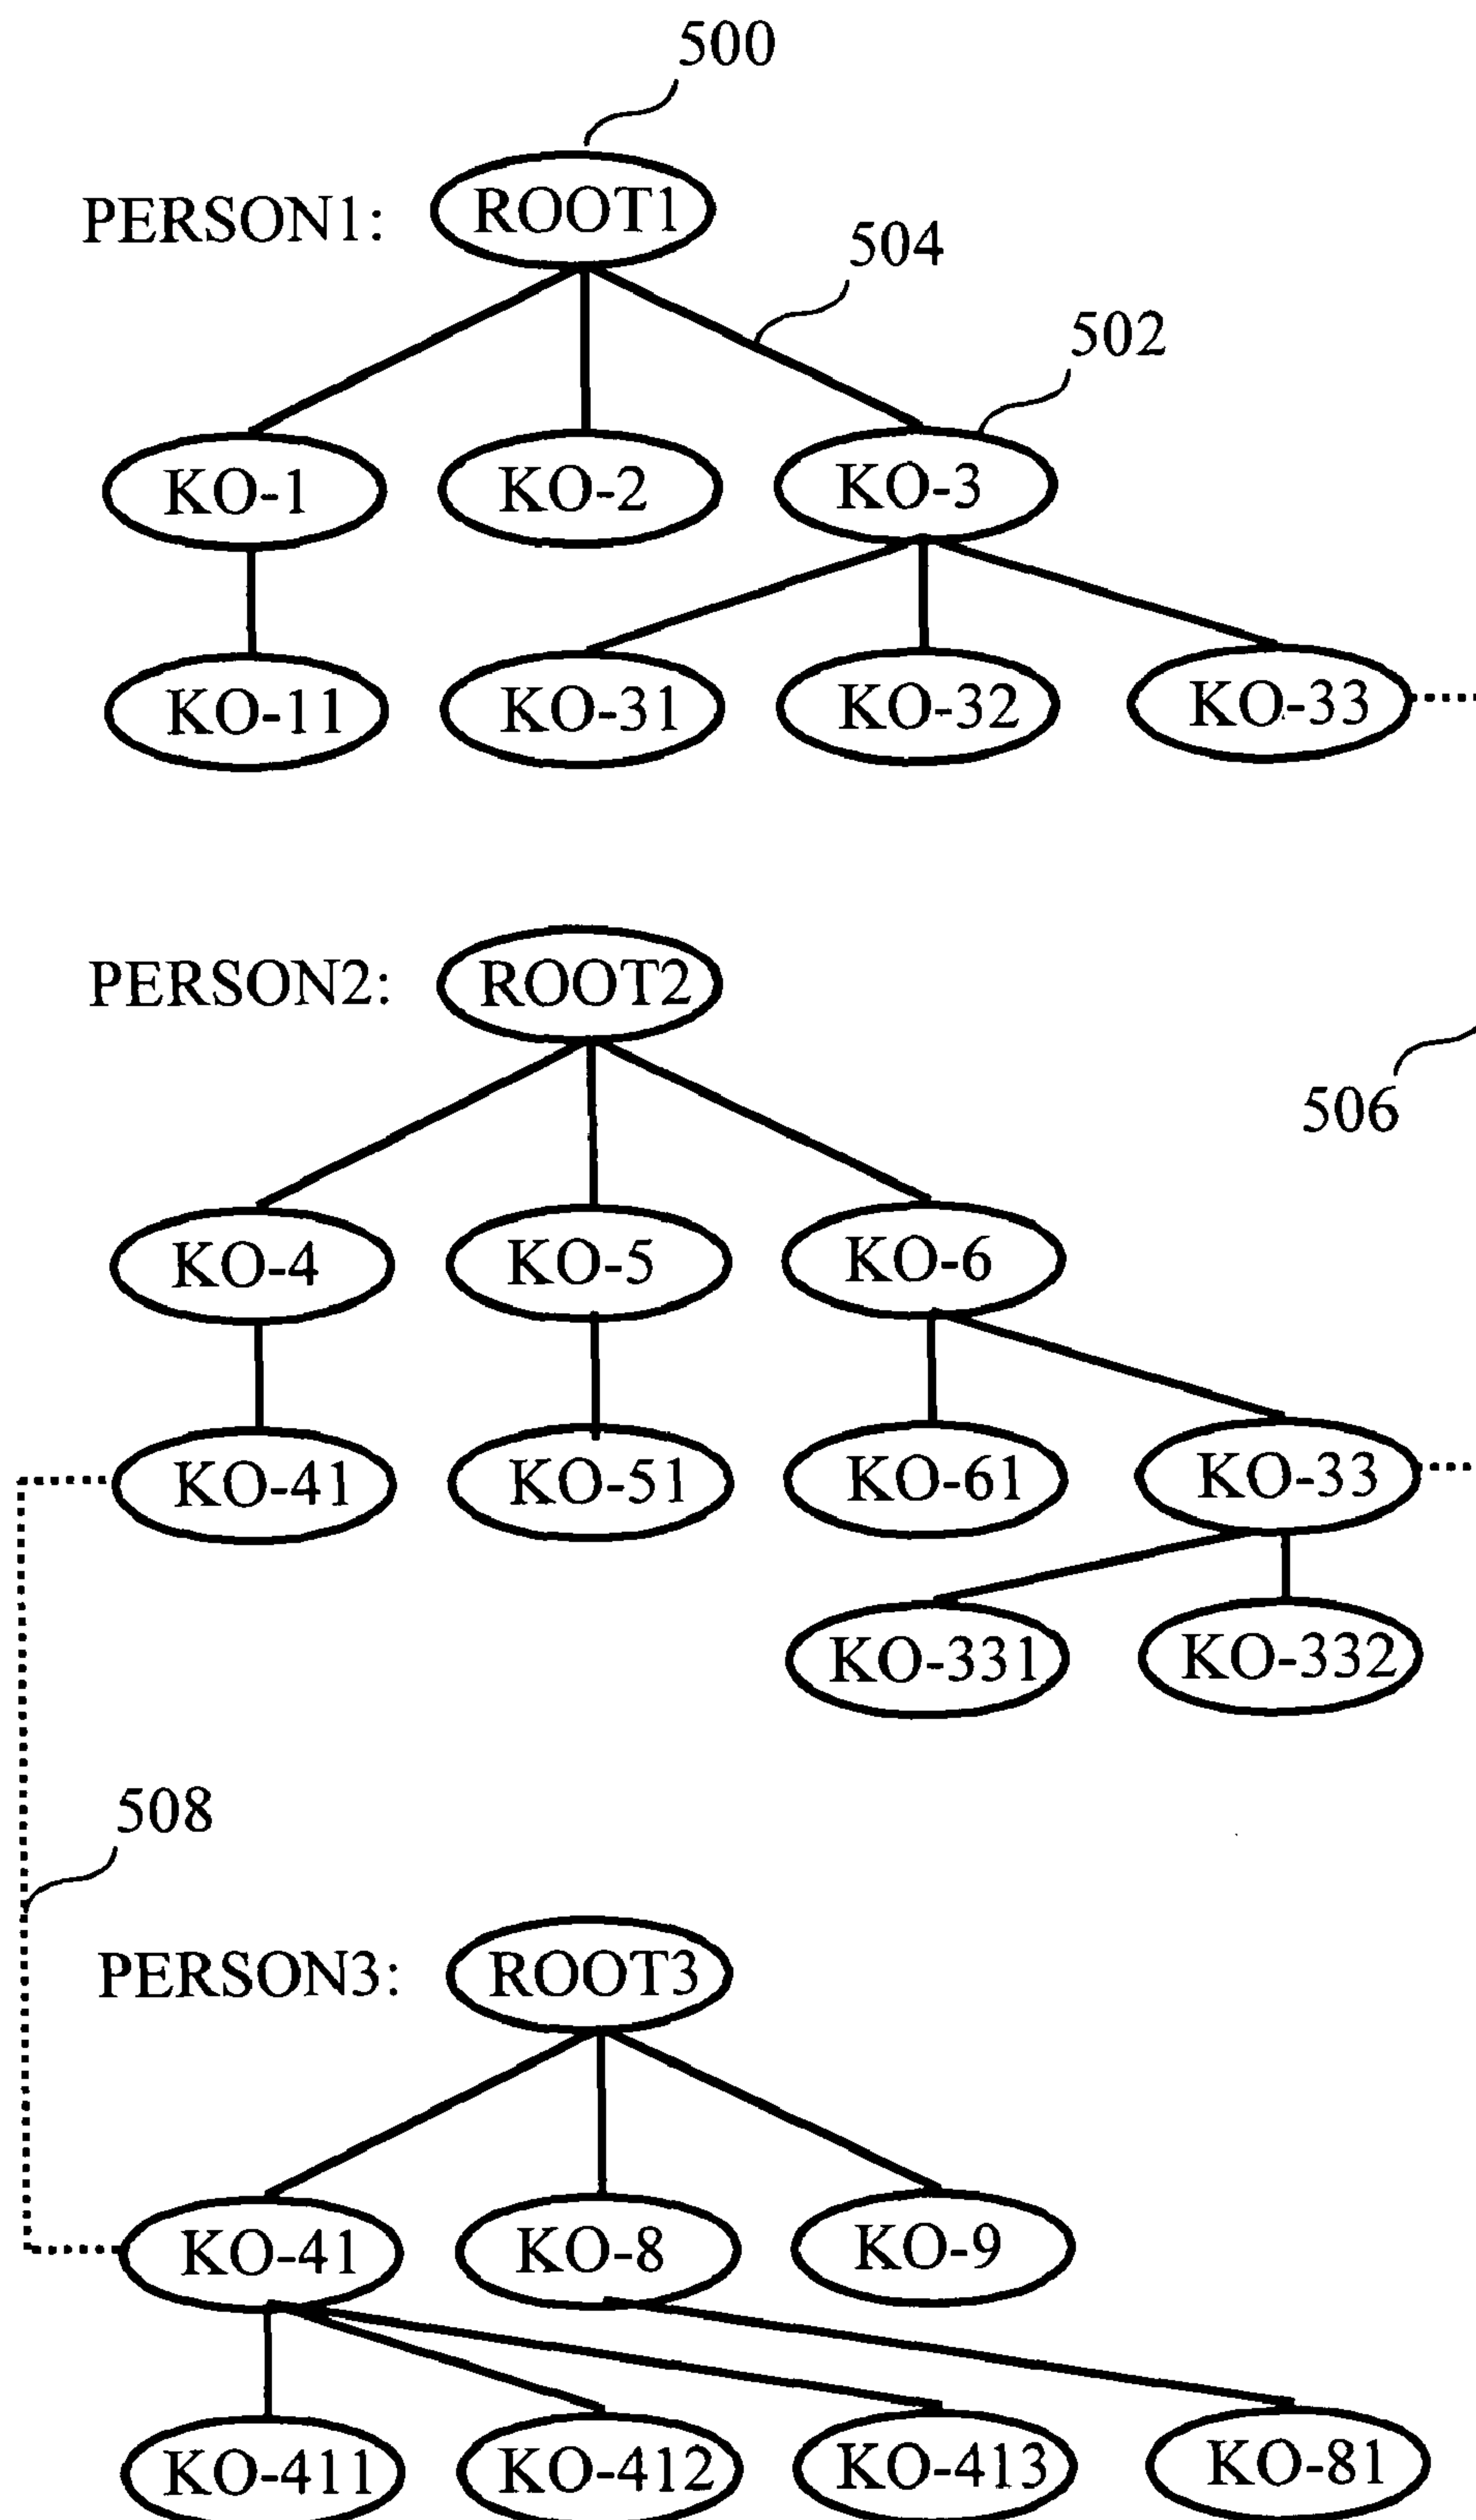 500
PERSON1: ROOT1
504
502
KO-1 KO-2 KO-3
KO-11 KO-31 KO-32 KO-33
PERSON2: ROOT2
506
KO-4 KO-5 KO-6
KO-41 KO-51 KO-61 KO-33
KO-331 KO-332
508
PERSON3: ROOT3
KO-41 KO-8 KO-9
KO-411 KO-412 KO-413 KO-81